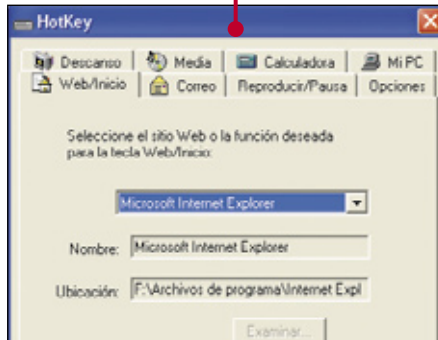 HotKey
Descanso Media Calculadora Mi PC
Web/Inicio Correo Reproducir/Pausa Opciones
Seleccione el sitio Web o la función deseada
para la tecla Web/Inicio:
Microsoft Internet Explorer
Nombre: Microsoft Internet Explorer
Ubicación: F:\Archivos de programa\Internet Expl
Examinar...